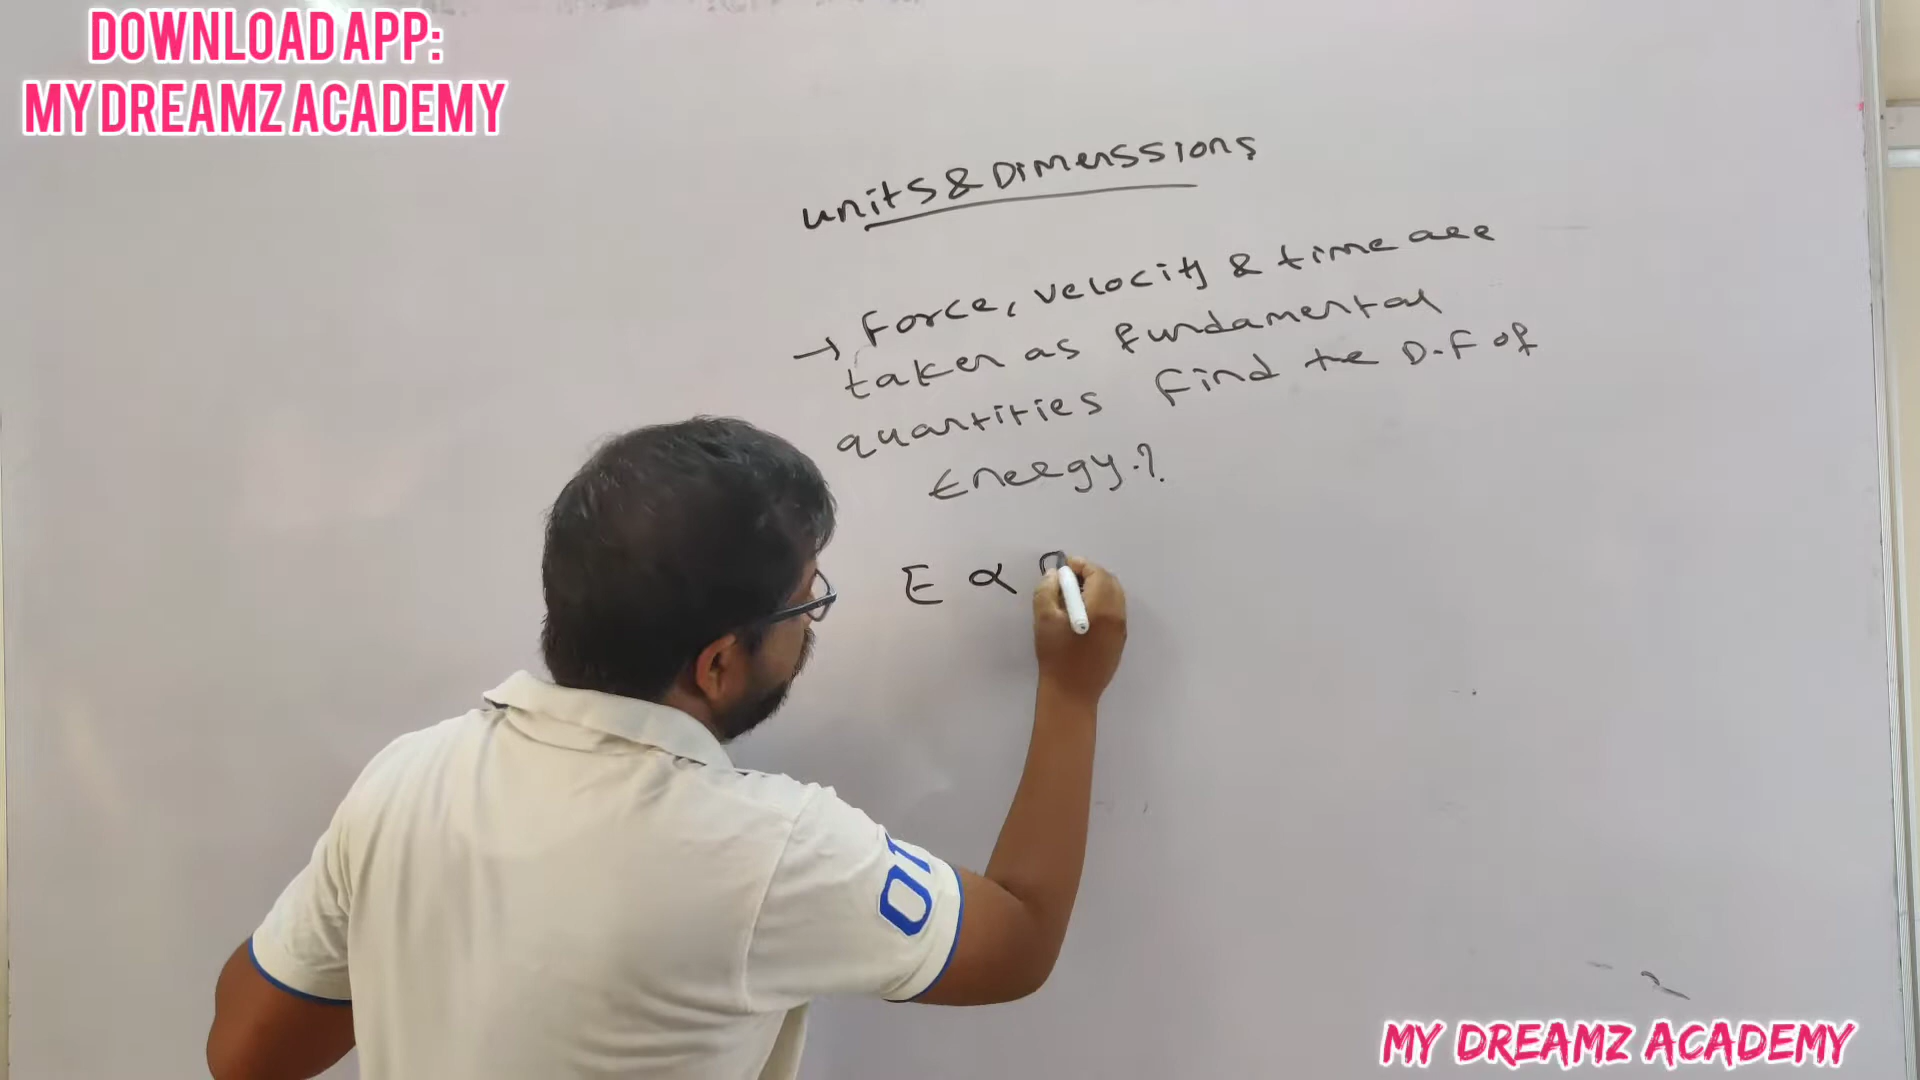 DOWNLOAD APP:
MY DREAMZ ACADEMY
units & Dimenssions
→ Force, velocity & time are
taken as fundamental
quantities Find the D.F of
Energy.?
E ∝
01
MY DREAMZ ACADEMY